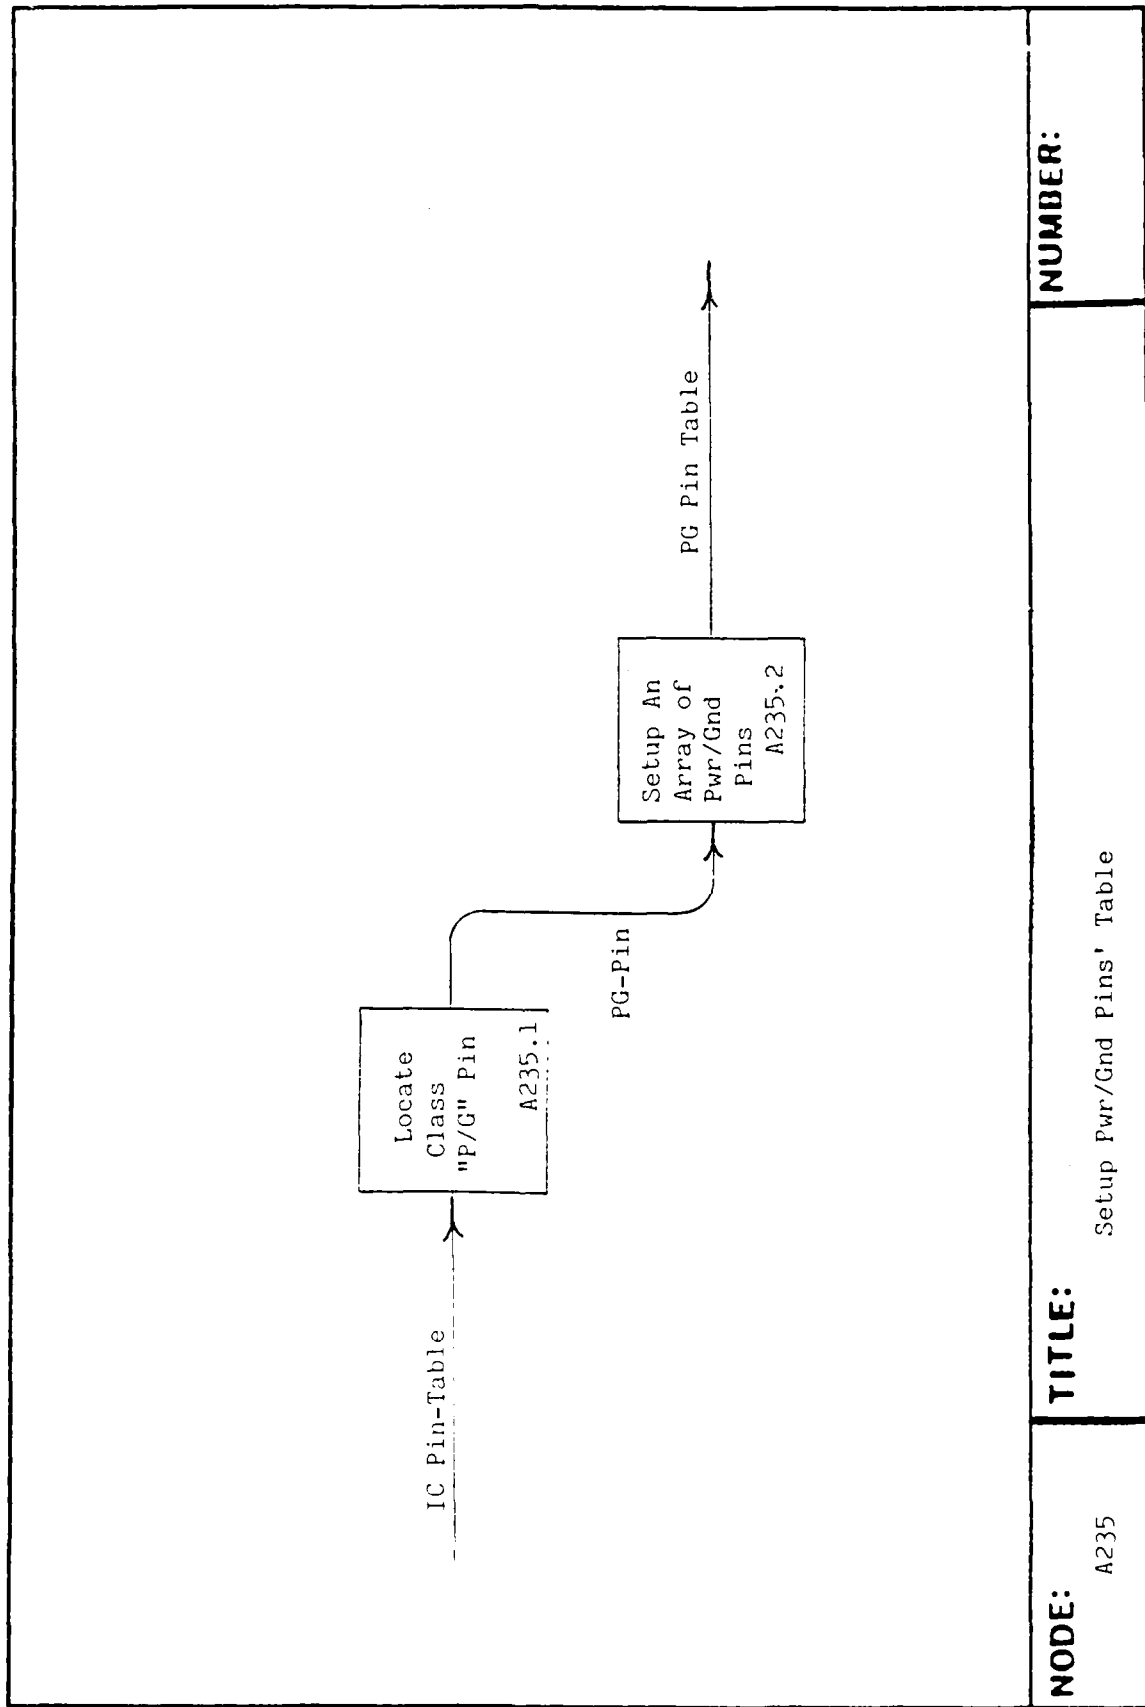 IC Pin-Table
Locate
Class
"P/G" Pin
A235.1
PG-Pin
Setup An
Array of
Pwr/Gnd
Pins
A235.2
PG Pin Table
NODE:
A235
TITLE:
Setup Pwr/Gnd Pins' Table
NUMBER: